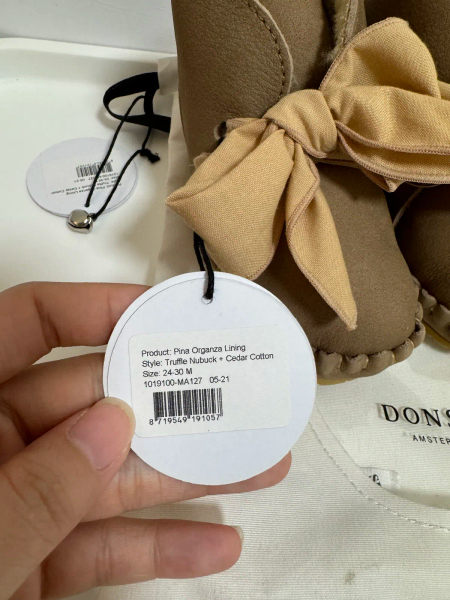 Product: Pina Organza Lining
Style: Truffle Nubuck + Cedar Cotton
Size: 24-30 M
1019100-MA127 05-21
8 719549 191057
DONS
AMSTER